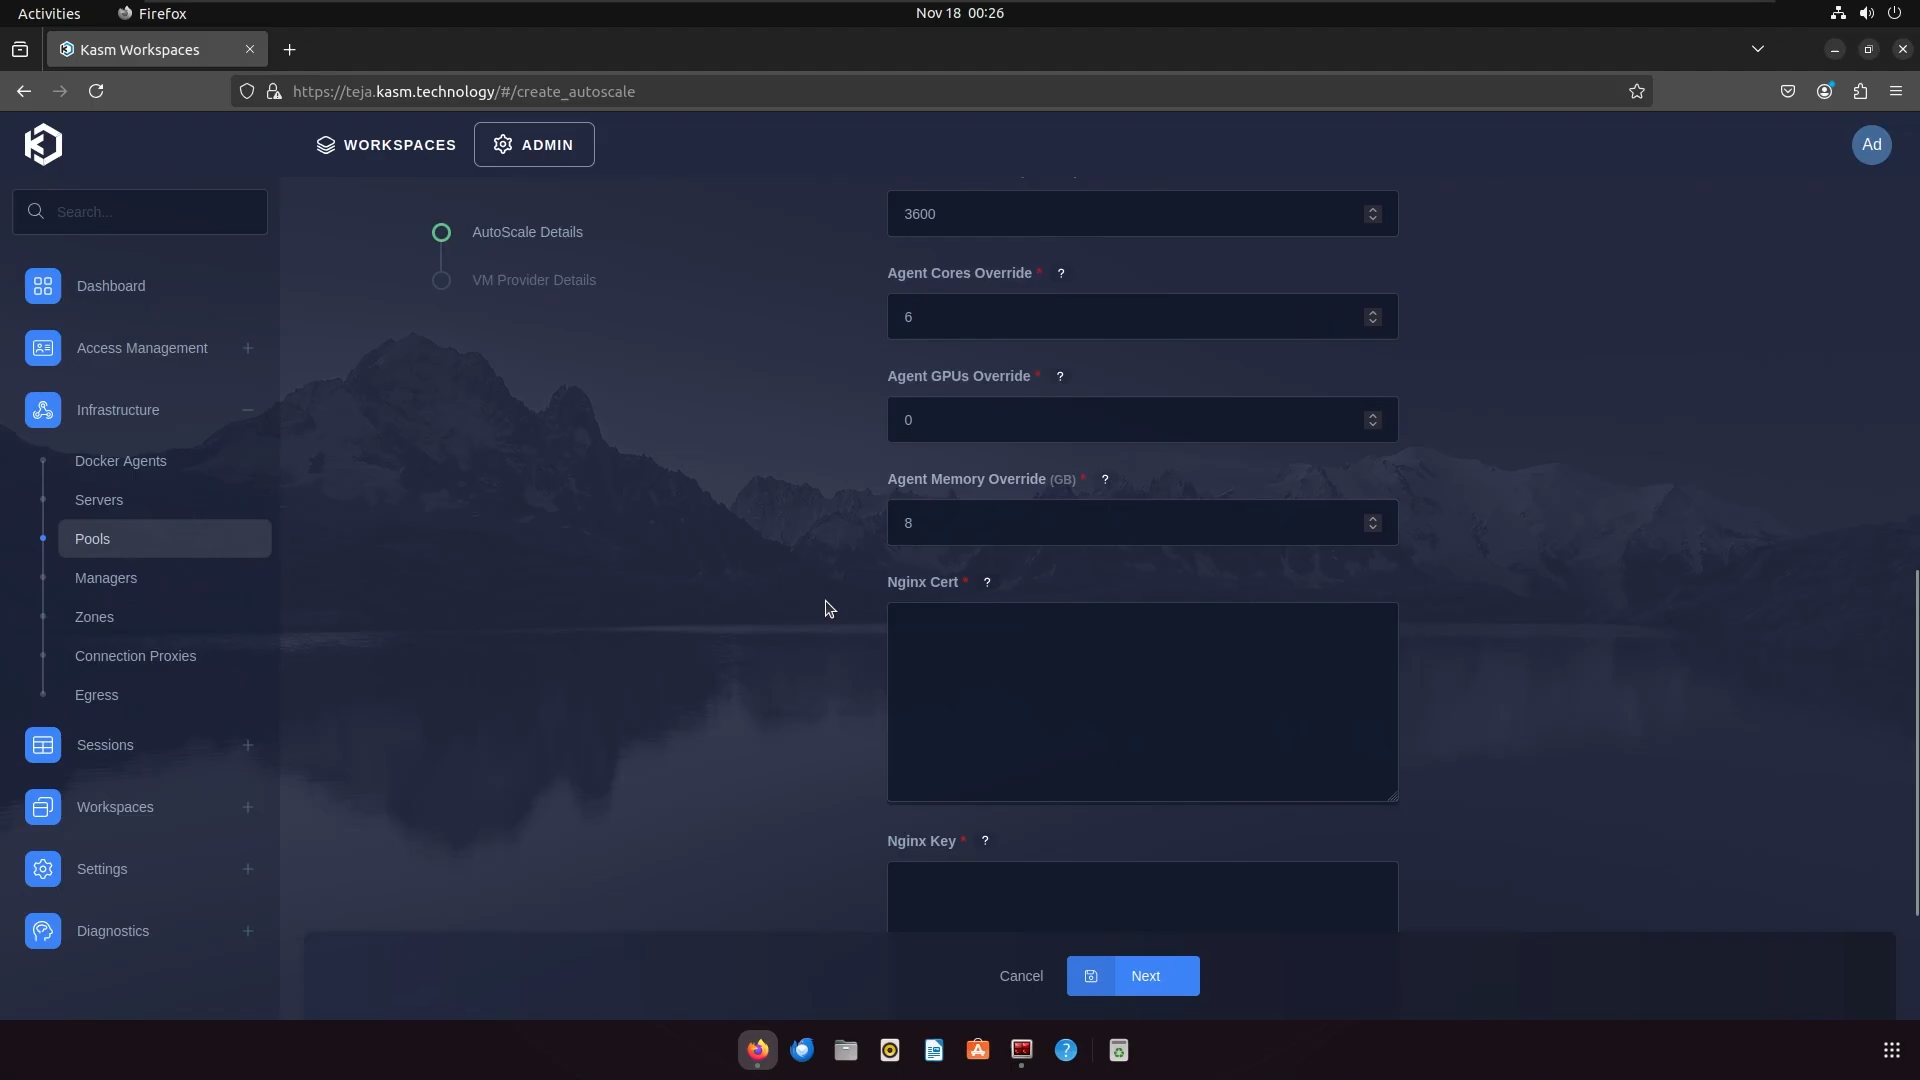 Activities
Firefox
Nov 18 00:26
Kasm Workspaces
https://teja.kasm.technology/#/create_autoscale
WORKSPACES
ADMIN
Ad
Search...
Dashboard
Access Management
Infrastructure
Docker Agents
Servers
Pools
Managers
Zones
Connection Proxies
Egress
Sessions
Workspaces
Settings
Diagnostics
AutoScale Details
VM Provider Details
3600
Agent Cores Override * ?
6
Agent GPUs Override * ?
0
Agent Memory Override (GB) * ?
8
Nginx Cert * ?
Nginx Key * ?
Cancel
Next